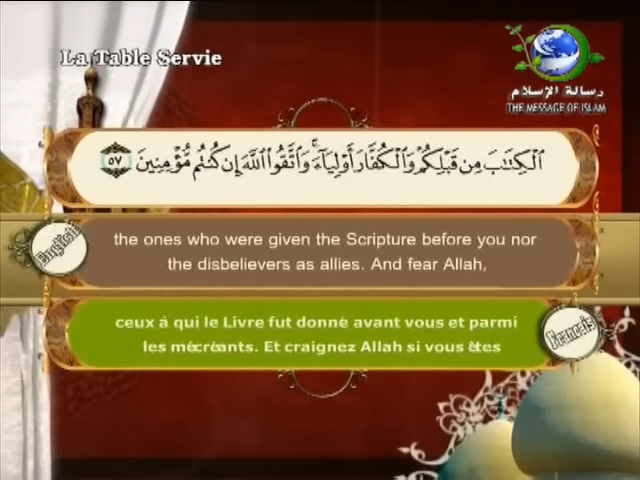 La Table Servie
رسالة الإسلام
THE MESSAGE OF ISLAM
ٱلۡكِتَٰبَ مِن قَبۡلِكُمۡ وَٱلۡكُفَّارَ أَوۡلِيَآءَۚ وَٱتَّقُواْ ٱللَّهَ إِن كُنتُم مُّؤۡمِنِينَ ٥٧
English
the ones who were given the Scripture before you nor
the disbelievers as allies. And fear Allah,
Francais
ceux à qui le Livre fut donné avant vous et parmi
les mécréants. Et craignez Allah si vous êtes